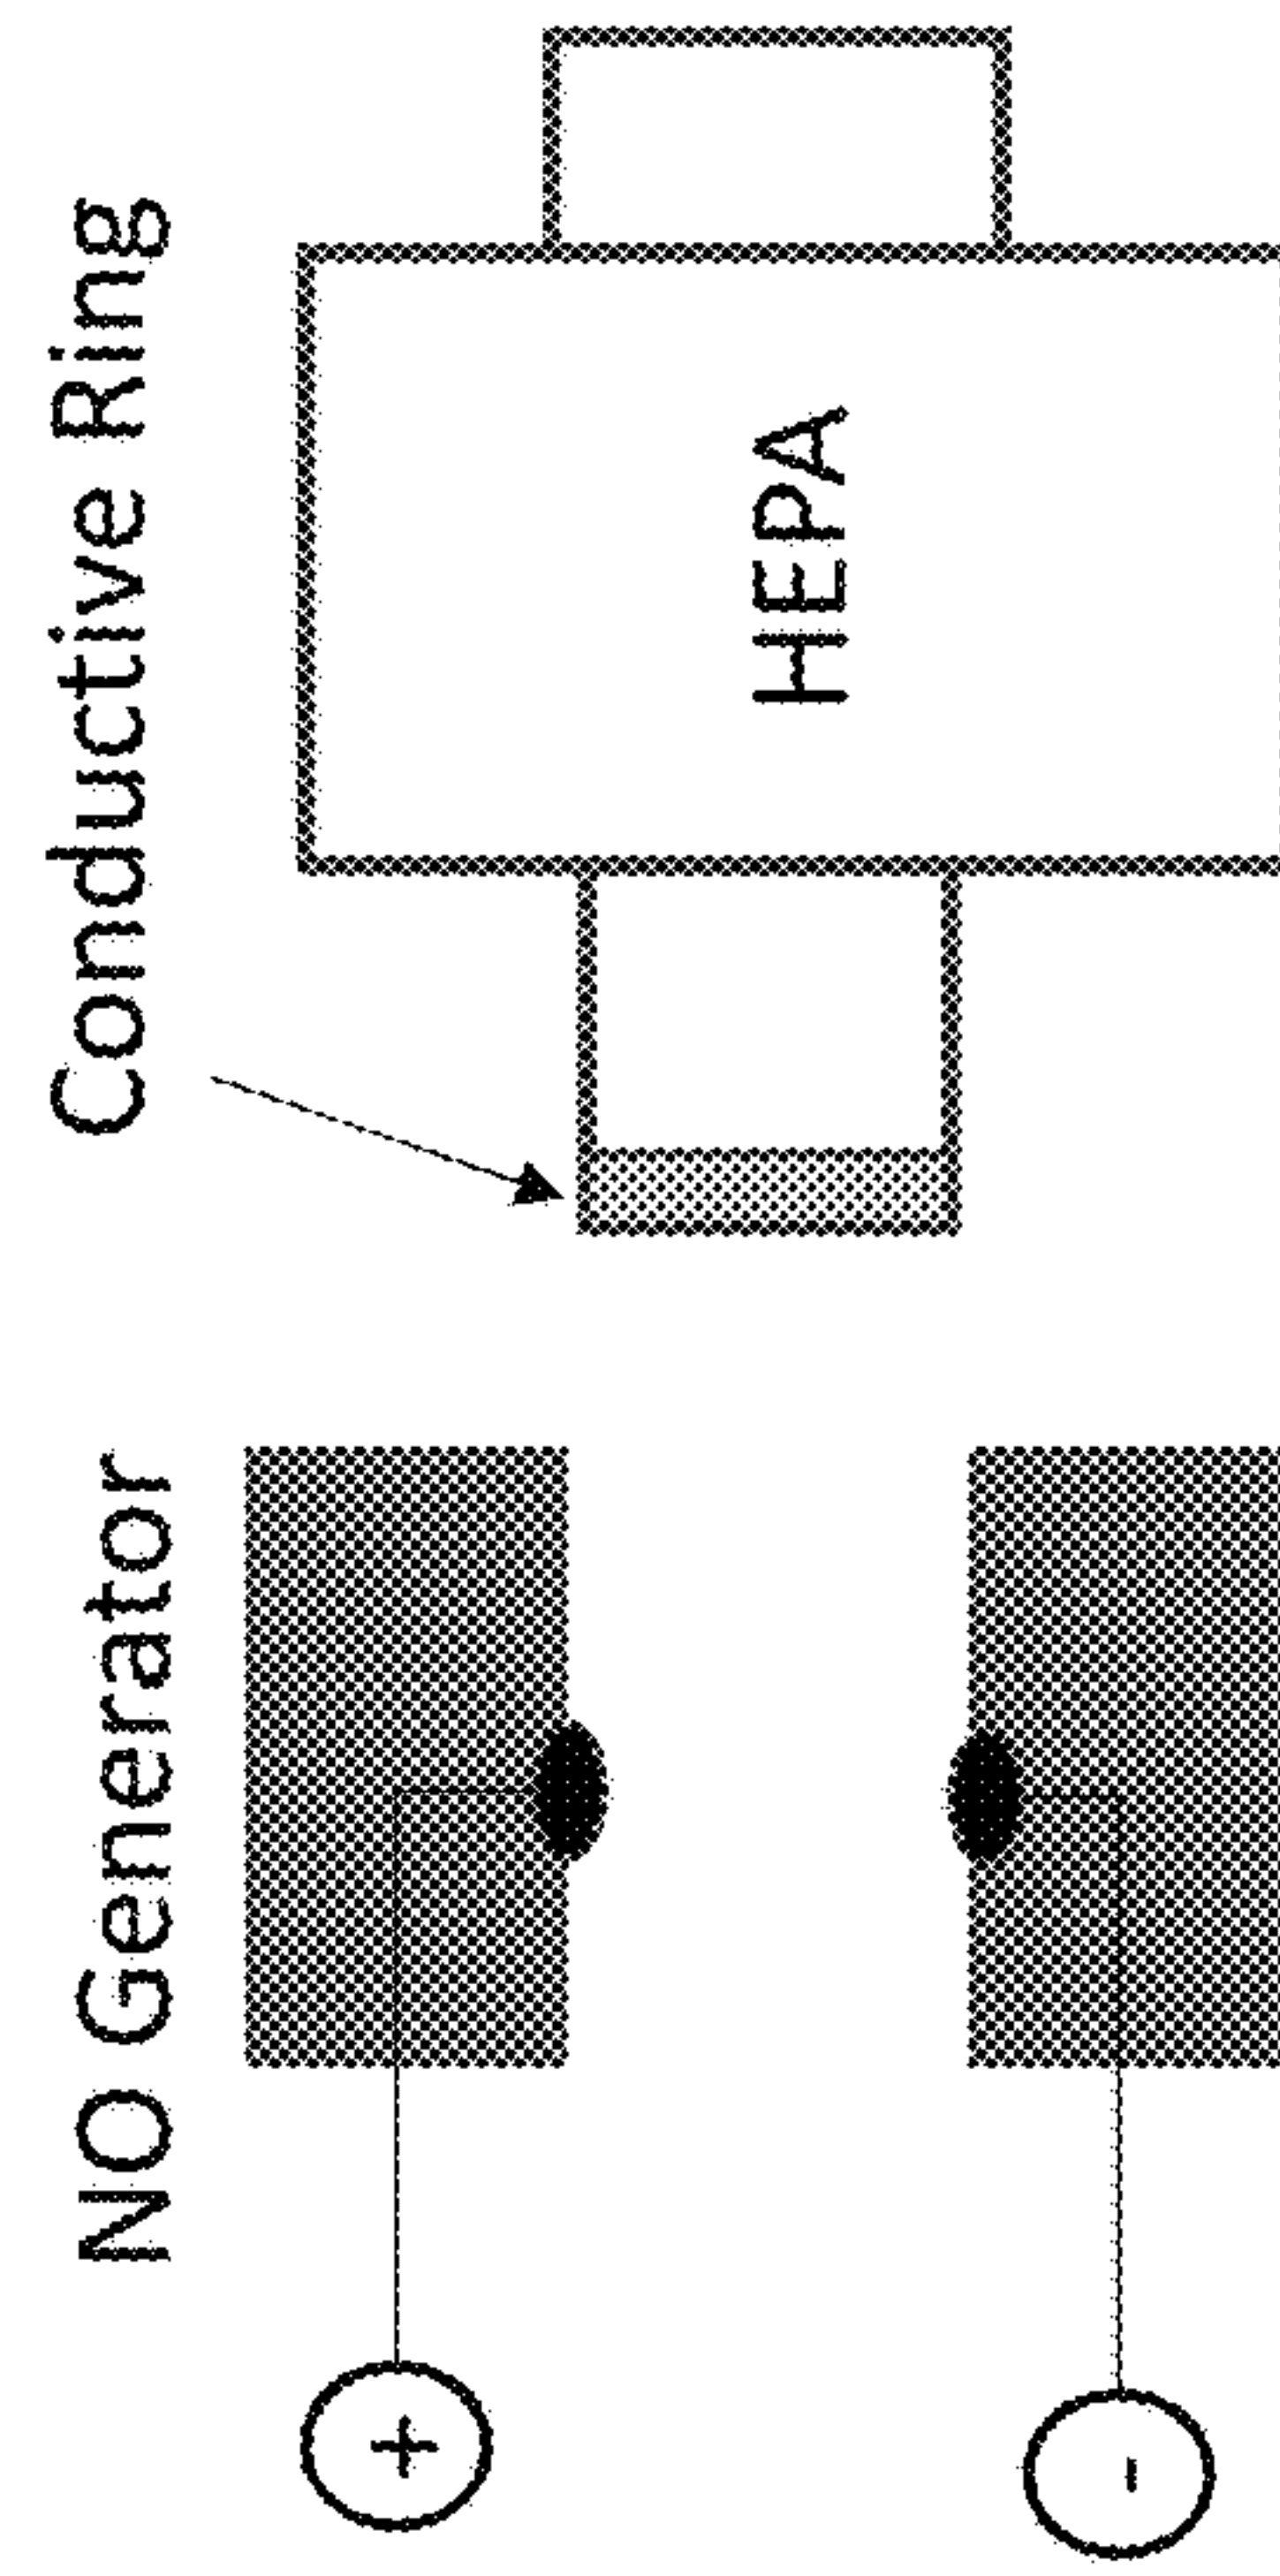 NO Generator
Conductive Ring
HEPA
+
-